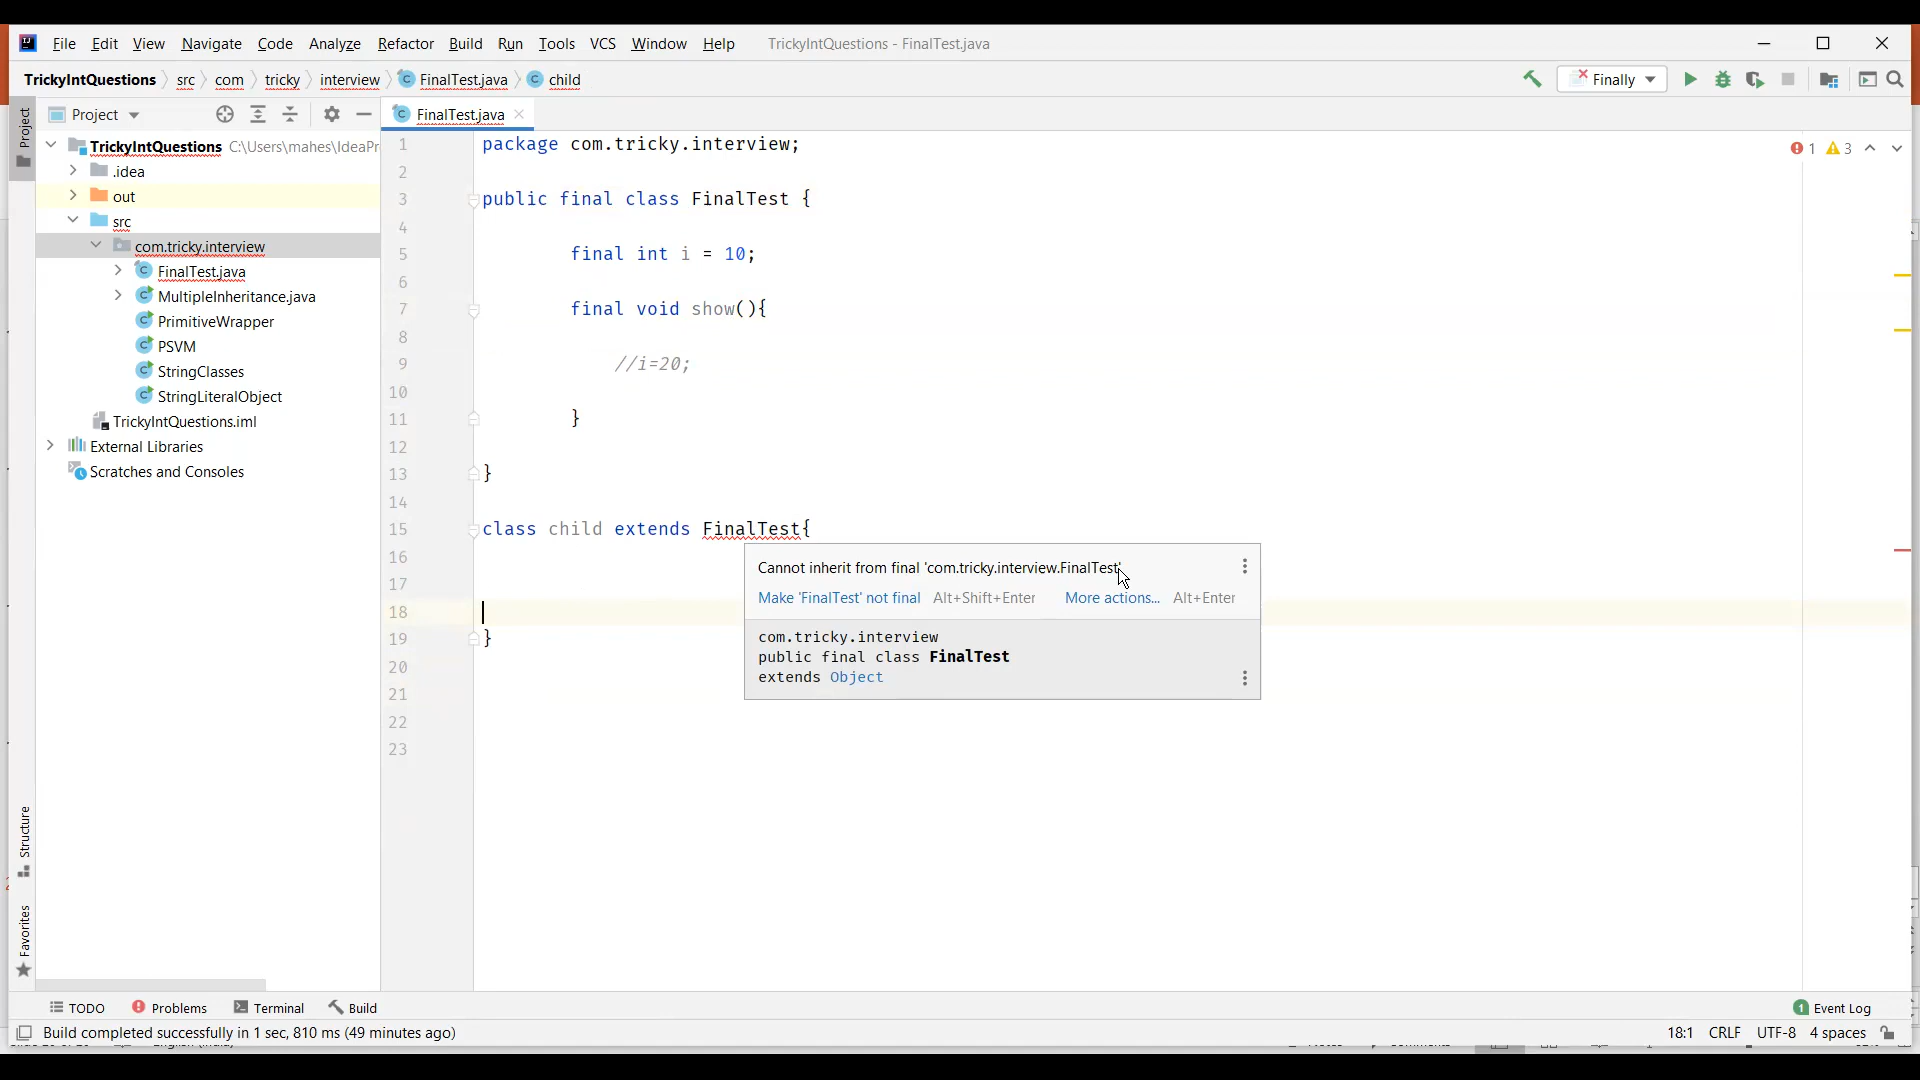 File Edit View Navigate Code Analyze Refactor Build Run Tools VCS Window Help TrickyIntQuestions - FinalTest.java
TrickyIntQuestions src com tricky interview FinalTest.java child Finally
Project
Project
FinalTest.java
TrickyIntQuestions C:\Users\mahes\IdeaPr
.idea
out
src
com.tricky.interview
FinalTest.java
MultipleInheritance.java
PrimitiveWrapper
PSVM
StringClasses
StringLiteralObject
TrickyIntQuestions.iml
External Libraries
Scratches and Consoles
1 package com.tricky.interview;
2
3 public final class FinalTest {
4
5 final int i = 10;
6
7 final void show(){
8
9 //i=20;
10
11 }
12
13 }
14
15 class child extends FinalTest{
16
17
18
19 }
20
21
22
23
1 3
Cannot inherit from final 'com.tricky.interview.FinalTest'
Make 'FinalTest' not final Alt+Shift+Enter More actions... Alt+Enter
com.tricky.interview
public final class FinalTest
extends Object
Structure
Favorites
TODO Problems Terminal Build 1 Event Log
Build completed successfully in 1 sec, 810 ms (49 minutes ago) 18:1 CRLF UTF-8 4 spaces